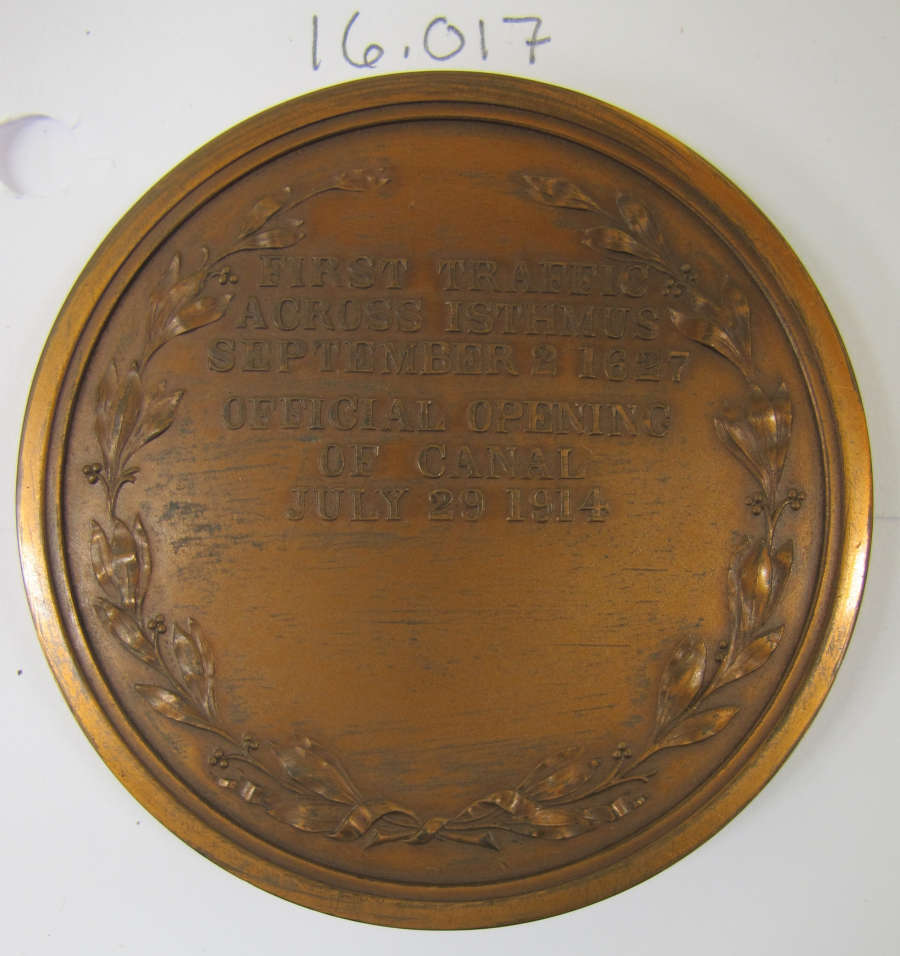 16.017
FIRST TRAFFIC
ACROSS ISTHMUS
SEPTEMBER 2 1627
OFFICIAL OPENING
OF CANAL
JULY 29 1914